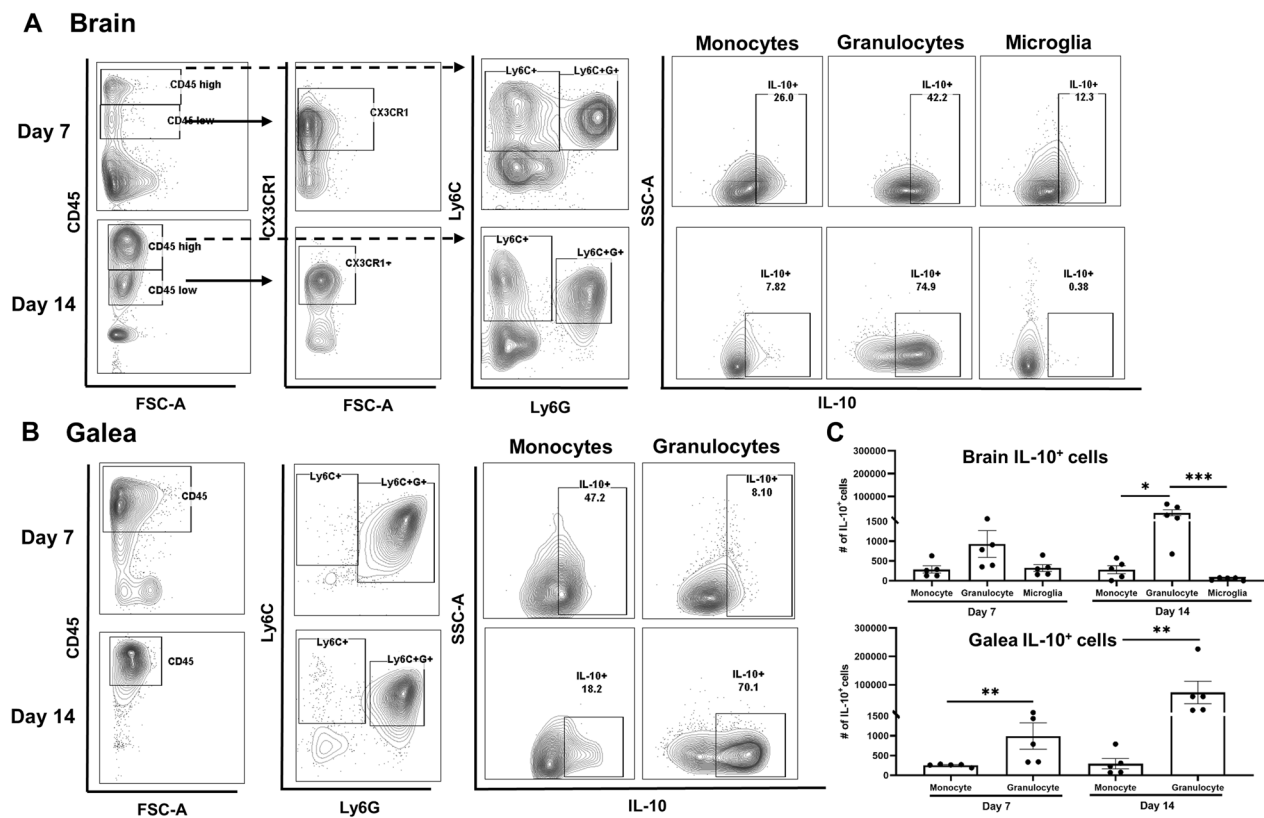 A Brain
Monocytes Granulocytes Microglia
Day 7
CD45
CD45 high
CD45 low
CX3CR1
CX3CR1
Ly6C
Ly6C+ Ly6C+G+
SSC-A
IL-10+
26.0
IL-10+
42.2
IL-10+
12.3
Day 14
CD45 high
CD45 low
CX3CR1+
Ly6C+ Ly6C+G+
IL-10+
7.82
IL-10+
74.9
IL-10+
0.38
FSC-A FSC-A Ly6G IL-10
B Galea
Monocytes Granulocytes
Day 7
CD45
CD45
Ly6C
Ly6C+ Ly6C+G+
SSC-A
IL-10+
47.2
IL-10+
8.10
Day 14
CD45
Ly6C+ Ly6C+G+
IL-10+
18.2
IL-10+
70.1
FSC-A Ly6G IL-10
C
Brain IL-10⁺ cells
# of IL-10⁺ cells
300000
200000
100000
1500
1000
500
0
* ***
Monocyte Granulocyte Microglia Monocyte Granulocyte Microglia
Day 7 Day 14
Galea IL-10⁺ cells
# of IL-10⁺ cells
300000
200000
100000
1500
1000
500
0
** **
Monocyte Granulocyte Monocyte Granulocyte
Day 7 Day 14